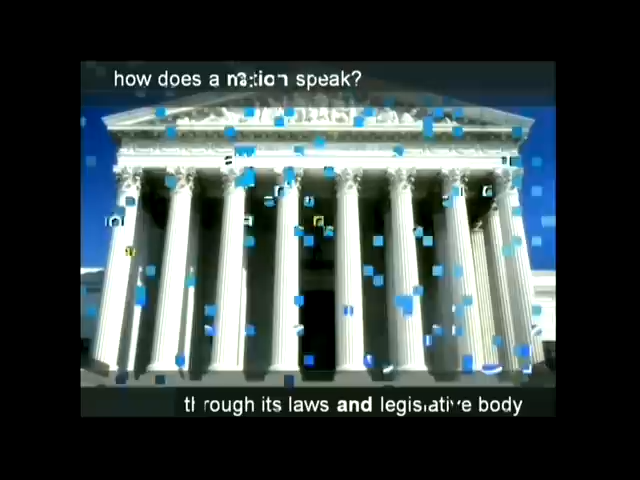 how does a nation speak?
through its laws and legislative body